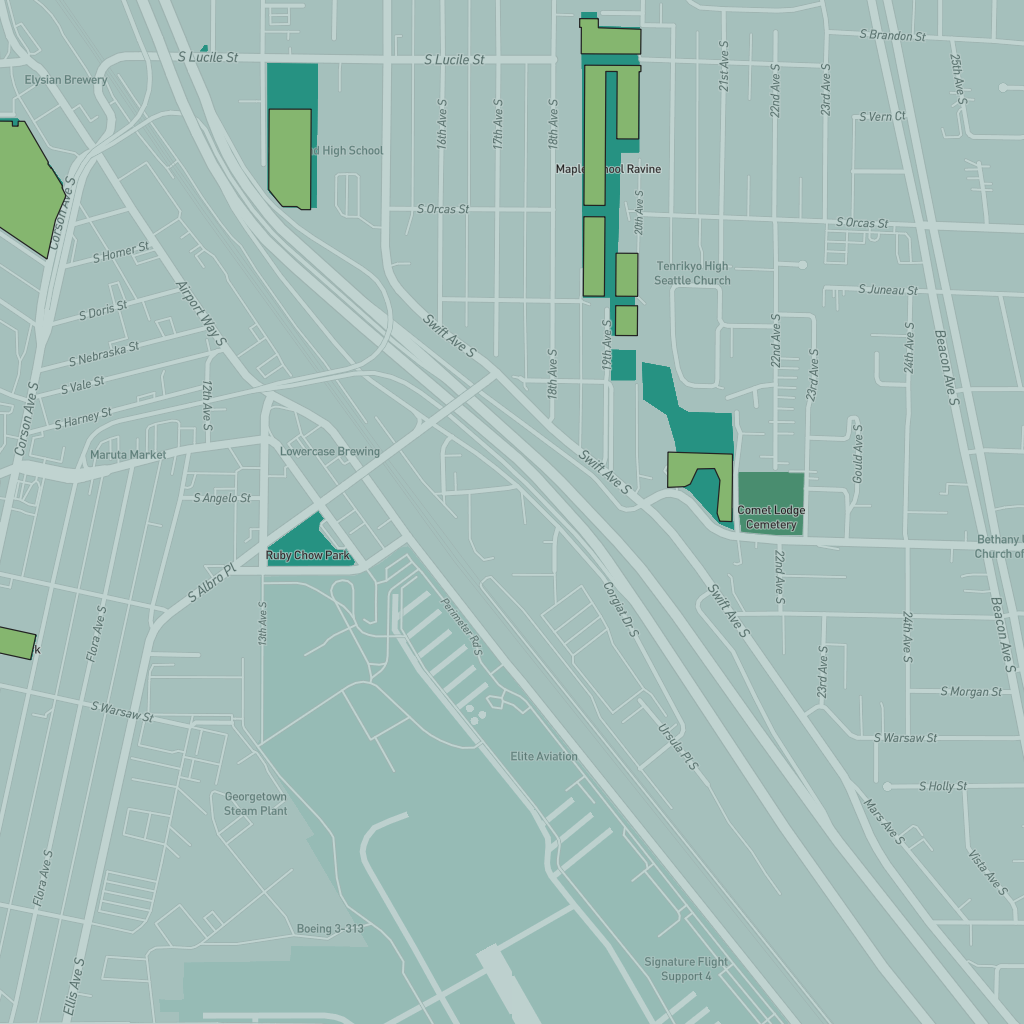 S Brandon St
S Lucile St
S Lucile St
Elysian Brewery
21st Ave S
22nd Ave S
23rd Ave S
25th Ave S
16th Ave S
17th Ave S
18th Ave S
S Vern Ct
High School
Maple School Ravine
Corson Ave S
S Orcas St
20th Ave S
S Orcas St
S Homer St
Tenrikyo High
Seattle Church
S Juneau St
S Doris St
Airport Way S
Swift Ave S
19th Ave S
22nd Ave S
24th Ave S
Beacon Ave S
S Nebraska St
S Vale St
12th Ave S
18th Ave S
23rd Ave S
S Harney St
Corson Ave S
Maruta Market
Lowercase Brewing
Gould Ave S
Swift Ave S
S Angelo St
Comet Lodge
Cemetery
Ruby Chow Park
Bethany
Church of
S Albro Pl
22nd Ave S
Swift Ave S
Corgiat Dr S
Perimeter Rd S
13th Ave S
Flora Ave S
24th Ave S
Beacon Ave S
k
23rd Ave S
S Morgan St
S Warsaw St
Ursula Pl S
S Warsaw St
Elite Aviation
S Holly St
Georgetown
Steam Plant
Mars Ave S
Vista Ave S
Flora Ave S
Boeing 3-313
Signature Flight
Support 4
Ellis Ave S